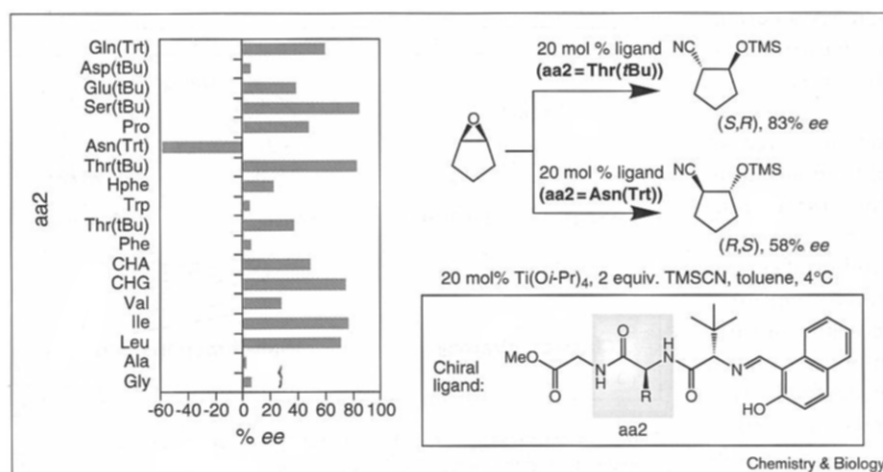 Gln(Trt)
Asp(tBu)
Glu(tBu)
Ser(tBu)
Pro
Asn(Trt)
Thr(tBu)
Hphe
Trp
Thr(tBu)
Phe
CHA
CHG
Val
Ile
Leu
Ala
Gly
aa2
-60 -40 -20 0 20 40 60 80 100
% ee
20 mol % ligand
(aa2=Thr(tBu))
NC OTMS
(S,R), 83% ee
O
20 mol % ligand
(aa2=Asn(Trt))
NC OTMS
(R,S), 58% ee
20 mol% Ti(Oi-Pr)4, 2 equiv. TMSCN, toluene, 4°C
Chiral
ligand:
MeO
O
N
H
O
R
H
N
O
N
HO
aa2
Chemistry & Biology